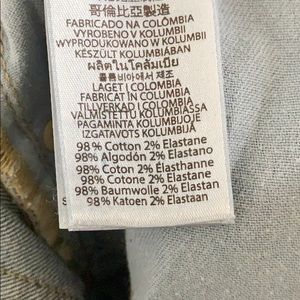 哥倫比亞製造
FABRICADO NA COLÔMBIA
VYROBENO V KOLUMBII
WYPRODUKOWANO W KOLUMBII
KÉSZÜLT KOLUMBIÁBAN
ผลิตในโคลัมเบีย
콜롬비아에서 제조
LAGET I COLOMBIA
FABRICAT ÎN COLUMBIA
TILLVERKAD I COLOMBIA
VALMISTETTU KOLUMBIASSA
PAGAMINTA KOLUMBIJOJE
IZGATAVOTS KOLUMBIJĀ
98% Cotton 2% Elastane
98% Algodón 2% Elastano
98% Coton 2% Élasthanne
98% Cotone 2% Elastane
98% Baumwolle 2% Elastan
98% Katoen 2% Elastaan